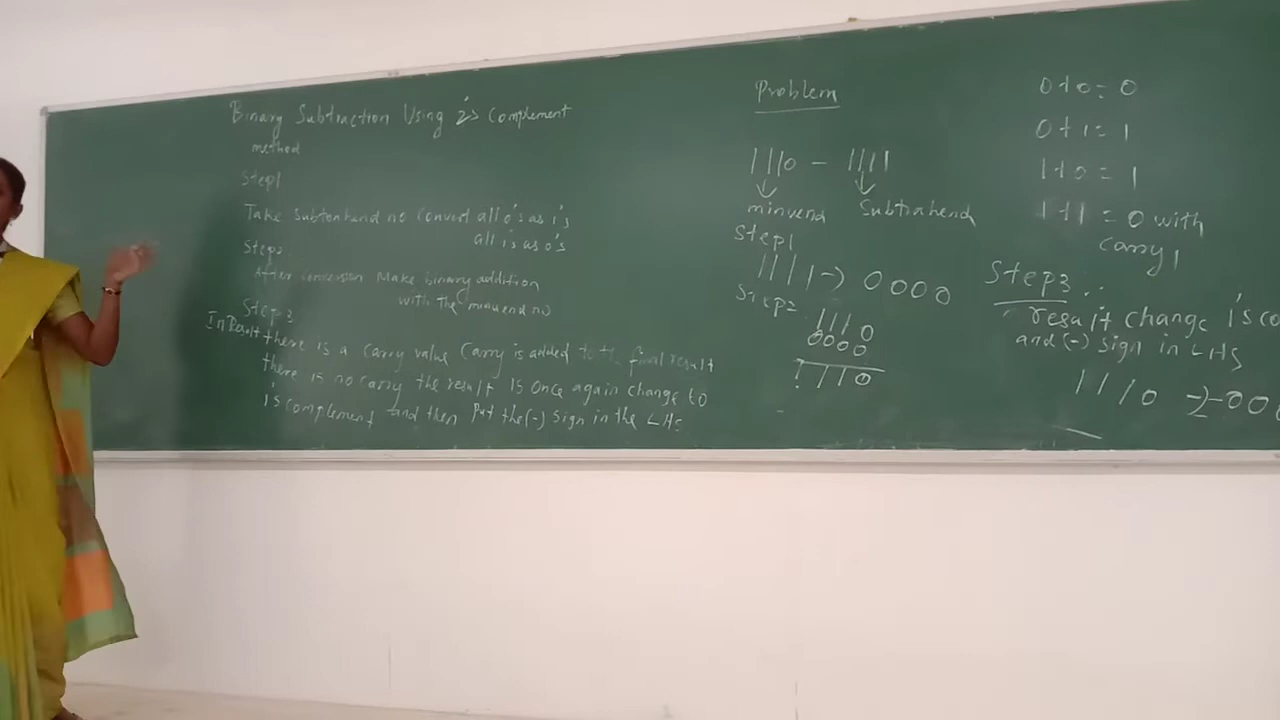 Binary Subtraction Using 2's Complement
method
Step1
Take Subtrahend no convert all 0's as 1's
all 1's as 0's
Step2
After conversion Make binary addition
with the minuend no
Step3
In Result there is a carry value carry is added to the final result
there is no carry the result is once again change to
1's complement and then put the (-) sign in the LHS
Problem
1110 - 1111
minuend Subtrahend
Step1
1111 → 0000
Step2
1110
0000
1110
0+0=0
0+1=1
1+0=1
1+1=0 with
carry 1
Step3:
result change 1's co
and (-) sign in LHS
1110 → -000